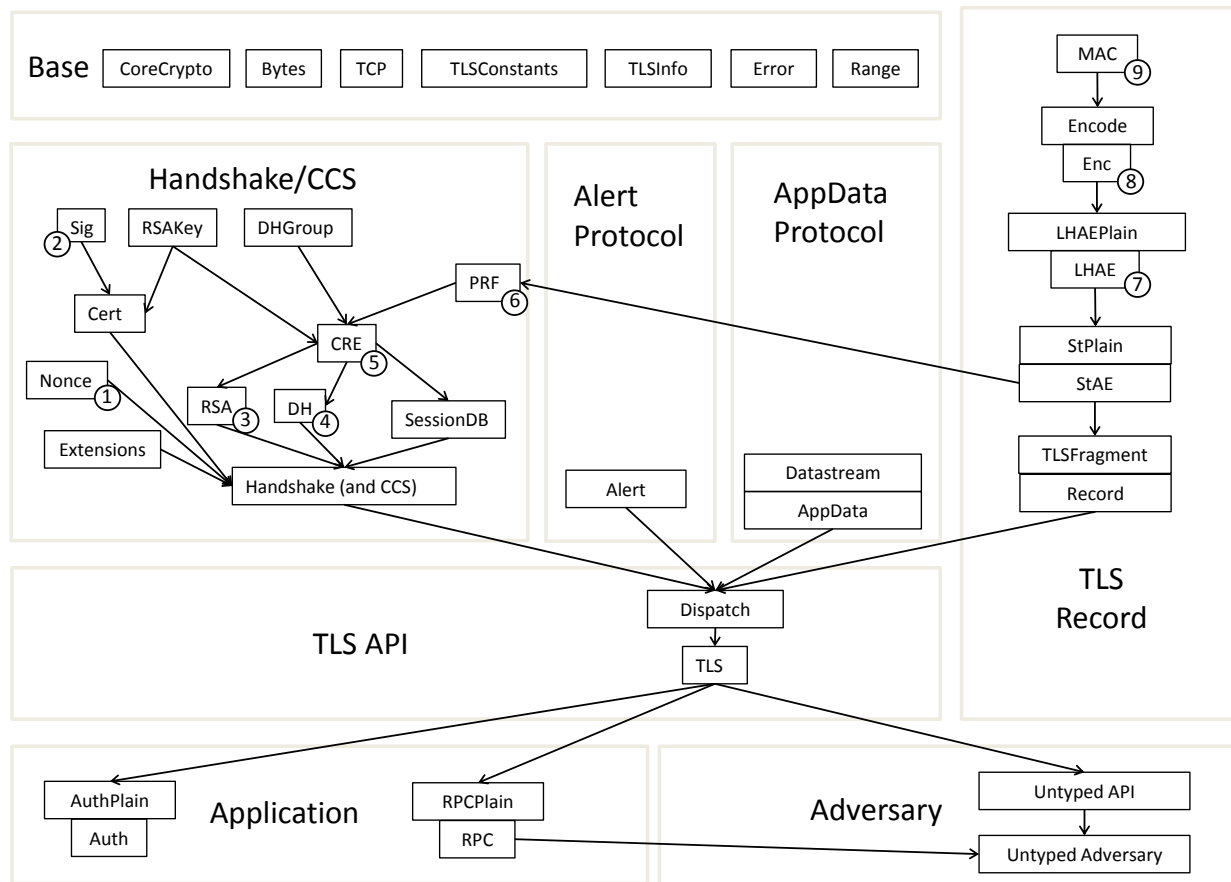 Base
CoreCrypto
Bytes
TCP
TLSConstants
TLSInfo
Error
Range
MAC
9
Encode
Enc
8
LHAEPlain
LHAE
7
StPlain
StAE
TLSFragment
Record
TLS
Record
Handshake/CCS
Sig
2
RSAKey
DHGroup
PRF
6
Cert
CRE
5
Nonce
1
RSA
3
DH
4
SessionDB
Extensions
Handshake (and CCS)
Alert
Protocol
Alert
AppData
Protocol
Datastream
AppData
TLS API
Dispatch
TLS
Application
AuthPlain
Auth
RPCPlain
RPC
Adversary
Untyped API
Untyped Adversary